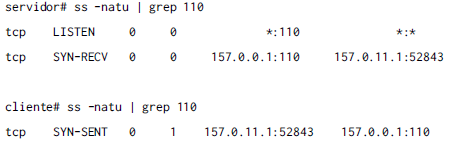 servidor# ss -natu | grep 110
tcp LISTEN 0 0 *:110 *:*
tcp SYN-RECV 0 0 157.0.0.1:110 157.0.11.1:52843
cliente# ss -natu | grep 110
tcp SYN-SENT 0 1 157.0.11.1:52843 157.0.0.1:110